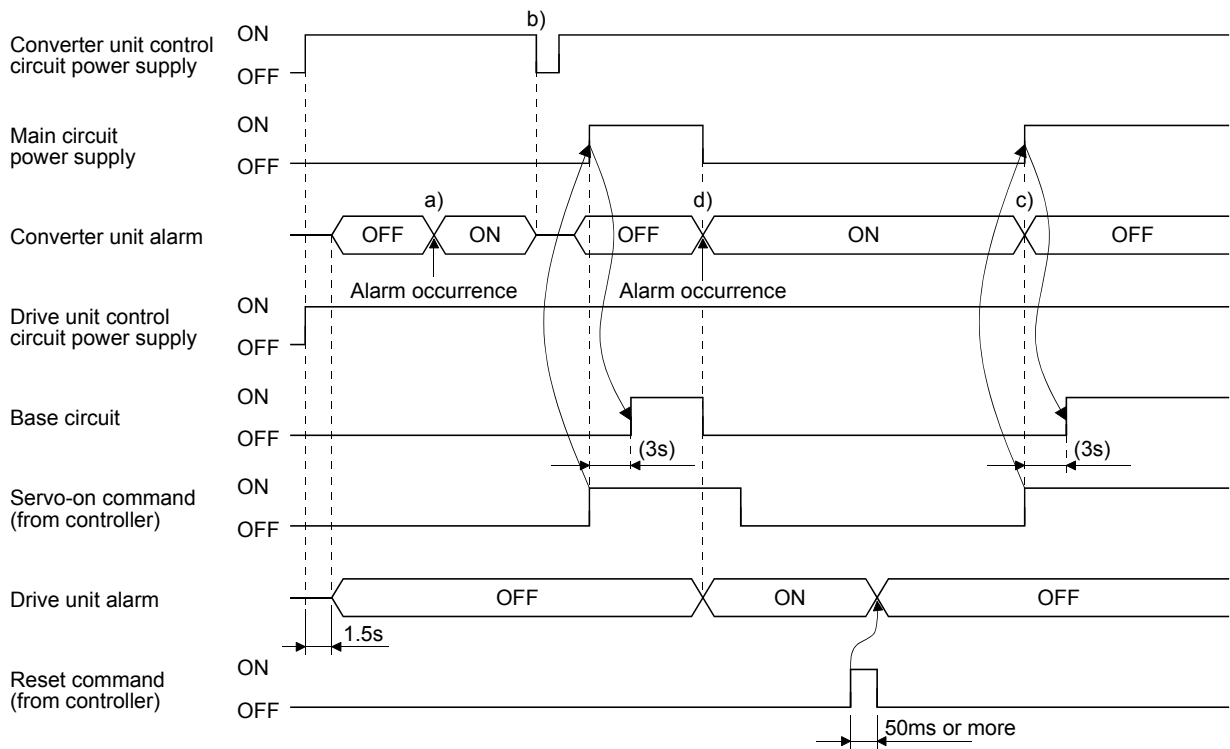 b)
Converter unit control
circuit power supply
ON
OFF
Main circuit
power supply
ON
OFF
a)
d)
c)
Converter unit alarm
OFF
ON
OFF
ON
OFF
Alarm occurrence
Alarm occurrence
Drive unit control
circuit power supply
ON
OFF
Base circuit
ON
OFF
(3s)
(3s)
Servo-on command
(from controller)
ON
OFF
Drive unit alarm
OFF
ON
OFF
1.5s
Reset command
(from controller)
ON
OFF
50ms or more